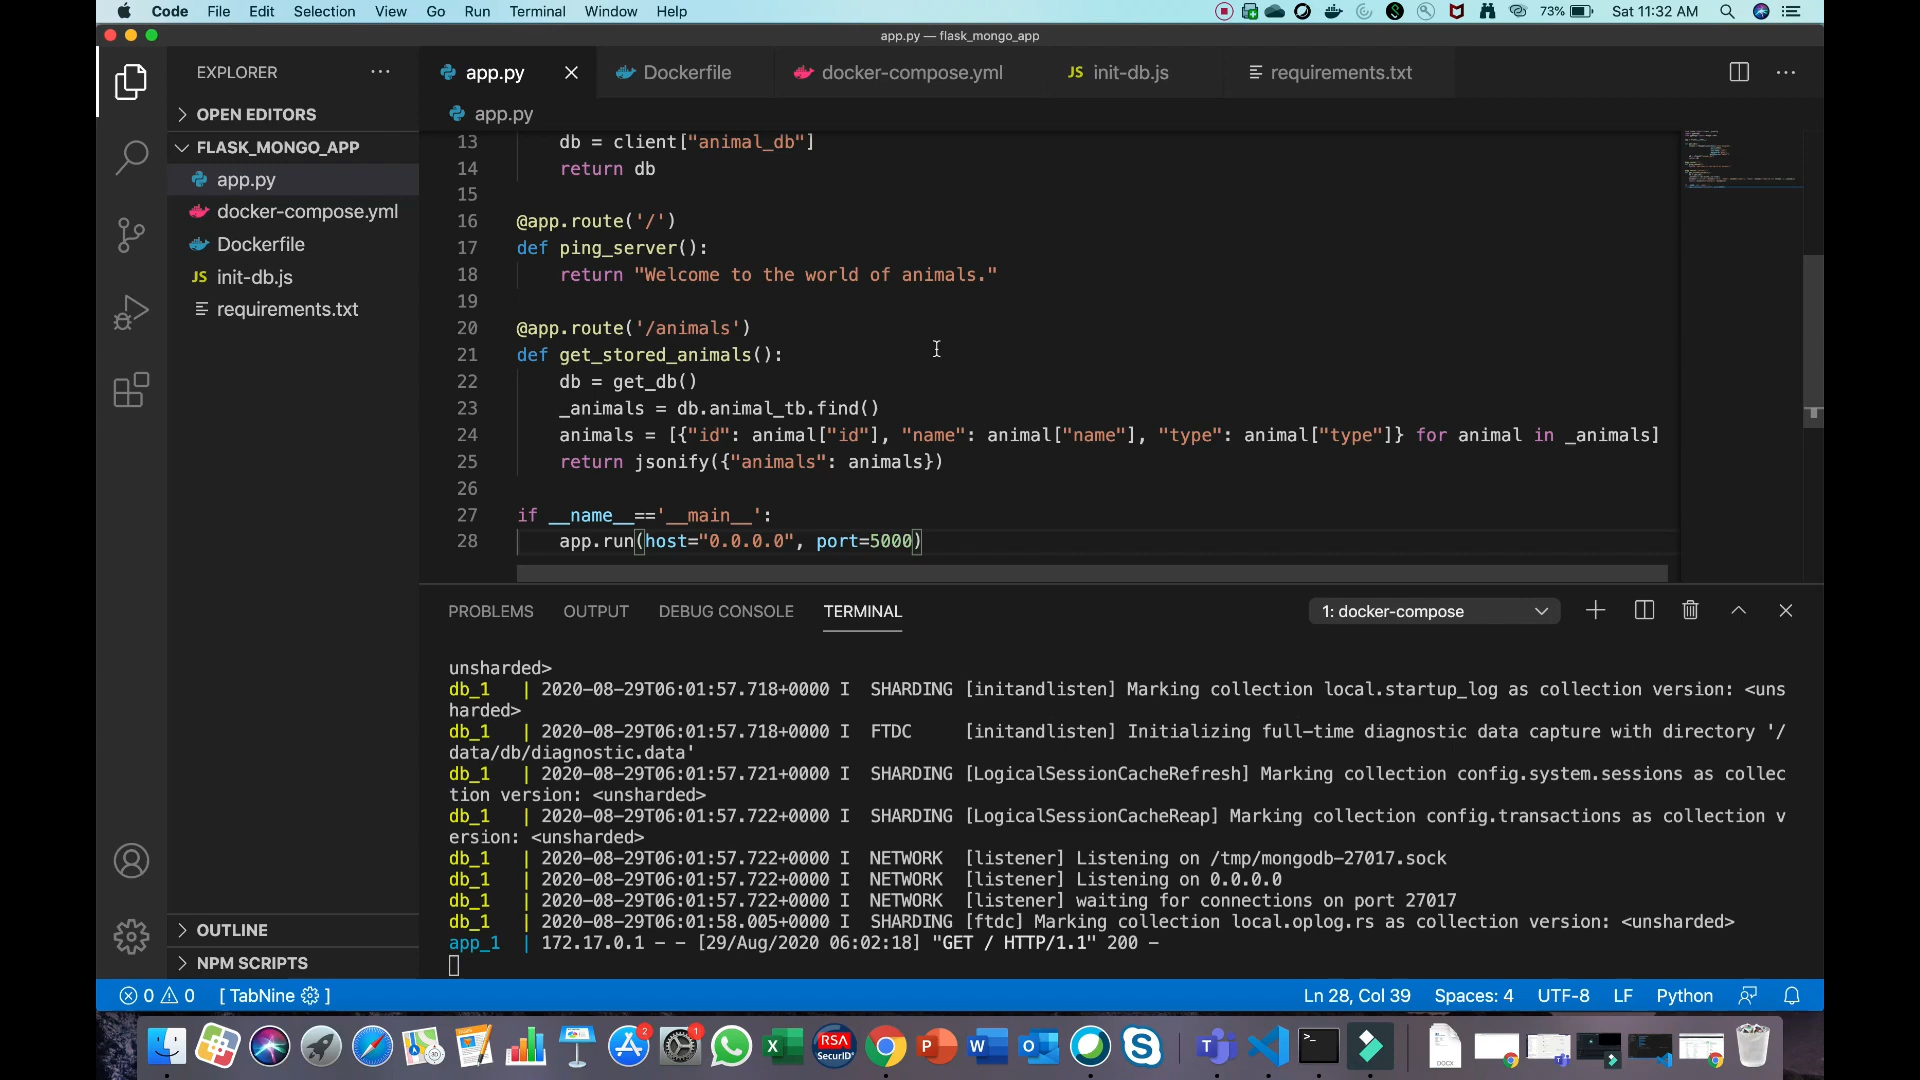 Code File Edit Selection View Go Run Terminal Window Help
73% Sat 11:32 AM
app.py — flask_mongo_app
EXPLORER
app.py
Dockerfile
docker-compose.yml
JS init-db.js
requirements.txt
OPEN EDITORS
FLASK_MONGO_APP
app.py
docker-compose.yml
Dockerfile
JS init-db.js
requirements.txt
OUTLINE
NPM SCRIPTS
app.py
13 db = client["animal_db"]
14 return db
15
16 @app.route('/')
17 def ping_server():
18 return "Welcome to the world of animals."
19
20 @app.route('/animals')
21 def get_stored_animals():
22 db = get_db()
23 _animals = db.animal_tb.find()
24 animals = [{"id": animal["id"], "name": animal["name"], "type": animal["type"]} for animal in _animals]
25 return jsonify({"animals": animals})
26
27 if __name__=='__main__':
28 app.run(host="0.0.0.0", port=5000)
PROBLEMS OUTPUT DEBUG CONSOLE TERMINAL
1: docker-compose
unsharded>
db_1 | 2020-08-29T06:01:57.718+0000 I SHARDING [initandlisten] Marking collection local.startup_log as collection version: <uns
harded>
db_1 | 2020-08-29T06:01:57.718+0000 I FTDC [initandlisten] Initializing full-time diagnostic data capture with directory '/
data/db/diagnostic.data'
db_1 | 2020-08-29T06:01:57.721+0000 I SHARDING [LogicalSessionCacheRefresh] Marking collection config.system.sessions as collec
tion version: <unsharded>
db_1 | 2020-08-29T06:01:57.722+0000 I SHARDING [LogicalSessionCacheReap] Marking collection config.transactions as collection v
ersion: <unsharded>
db_1 | 2020-08-29T06:01:57.722+0000 I NETWORK [listener] Listening on /tmp/mongodb-27017.sock
db_1 | 2020-08-29T06:01:57.722+0000 I NETWORK [listener] Listening on 0.0.0.0
db_1 | 2020-08-29T06:01:57.722+0000 I NETWORK [listener] waiting for connections on port 27017
db_1 | 2020-08-29T06:01:58.005+0000 I SHARDING [ftdc] Marking collection local.oplog.rs as collection version: <unsharded>
app_1 | 172.17.0.1 - - [29/Aug/2020 06:02:18] "GET / HTTP/1.1" 200 -
0 0 [ TabNine ]
Ln 28, Col 39 Spaces: 4 UTF-8 LF Python
2
1
RSA
SecurID
DOCX